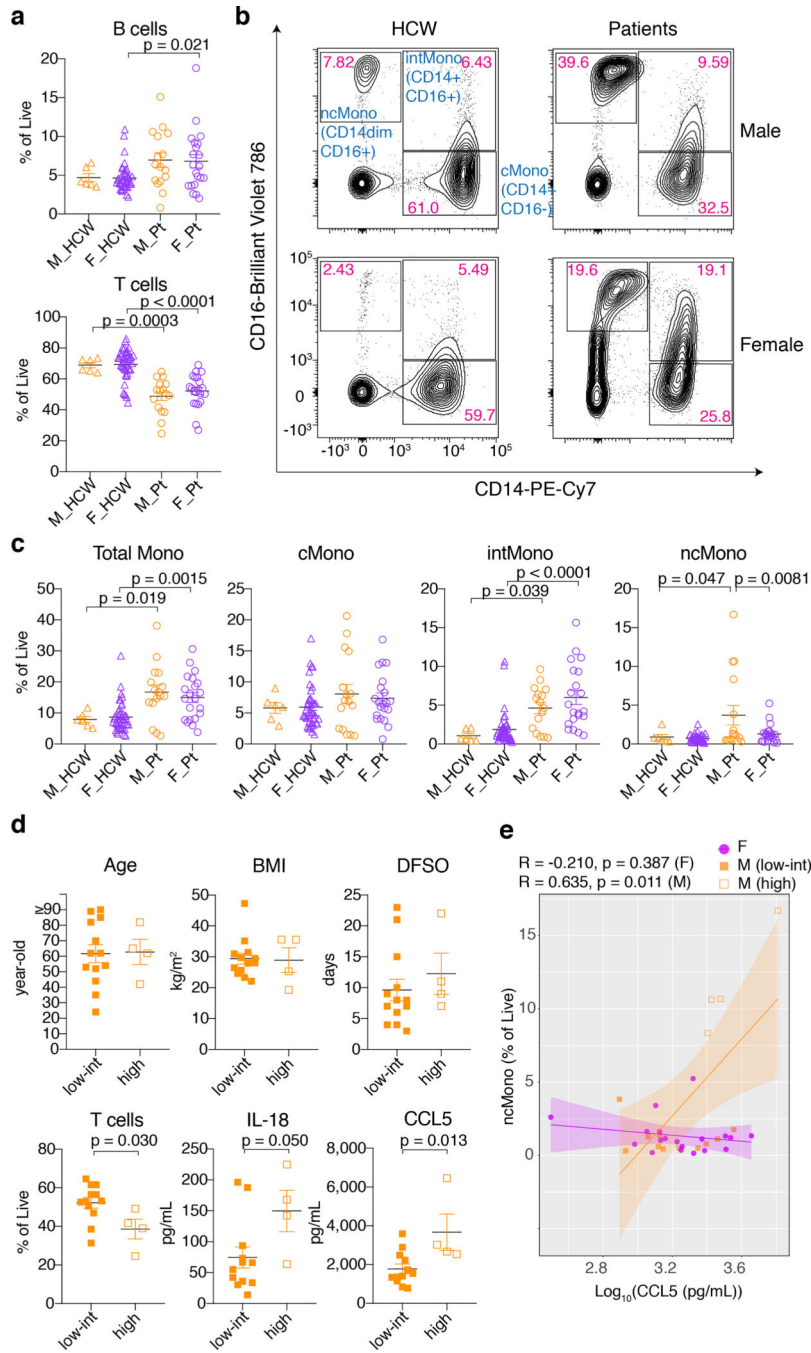 a
B cells
p = 0.021
% of Live
20
15
10
5
0
M_HCW
F_HCW
M_Pt
F_Pt
T cells
p < 0.0001
p = 0.0003
% of Live
100
80
60
40
20
0
M_HCW
F_HCW
M_Pt
F_Pt
b
HCW
Patients
7.82
intMono
6.43
(CD14+
CD16+)
ncMono
(CD14dim
CD16+)
cMono
(CD14+
CD16-)
61.0
39.6
9.59
32.5
Male
2.43
5.49
59.7
19.6
19.1
25.8
Female
CD16-Brilliant Violet 786
10⁵
10⁴
10³
0
-10³
-10³
0
10³
10⁴
10⁵
CD14-PE-Cy7
c
Total Mono
p = 0.0015
p = 0.019
% of Live
50
40
30
20
10
0
M_HCW
F_HCW
M_Pt
F_Pt
cMono
25
20
15
10
5
0
M_HCW
F_HCW
M_Pt
F_Pt
intMono
p < 0.0001
p = 0.039
20
15
10
5
0
M_HCW
F_HCW
M_Pt
F_Pt
ncMono
p = 0.047
p = 0.0081
20
15
10
5
0
M_HCW
F_HCW
M_Pt
F_Pt
d
Age
year-old
90
80
70
60
50
40
30
20
10
0
low-int
high
BMI
kg/m²
60
50
40
30
20
10
0
low-int
high
DFSO
days
25
20
15
10
5
0
low-int
high
T cells
p = 0.030
% of Live
80
60
40
20
0
low-int
high
IL-18
p = 0.050
pg/mL
250
200
150
100
50
0
low-int
high
CCL5
p = 0.013
pg/mL
8,000
6,000
4,000
2,000
0
low-int
high
e
F
M (low-int)
M (high)
R = -0.210, p = 0.387 (F)
R = 0.635, p = 0.011 (M)
ncMono (% of Live)
15
10
5
0
2.8
3.2
3.6
Log₁₀(CCL5 (pg/mL))